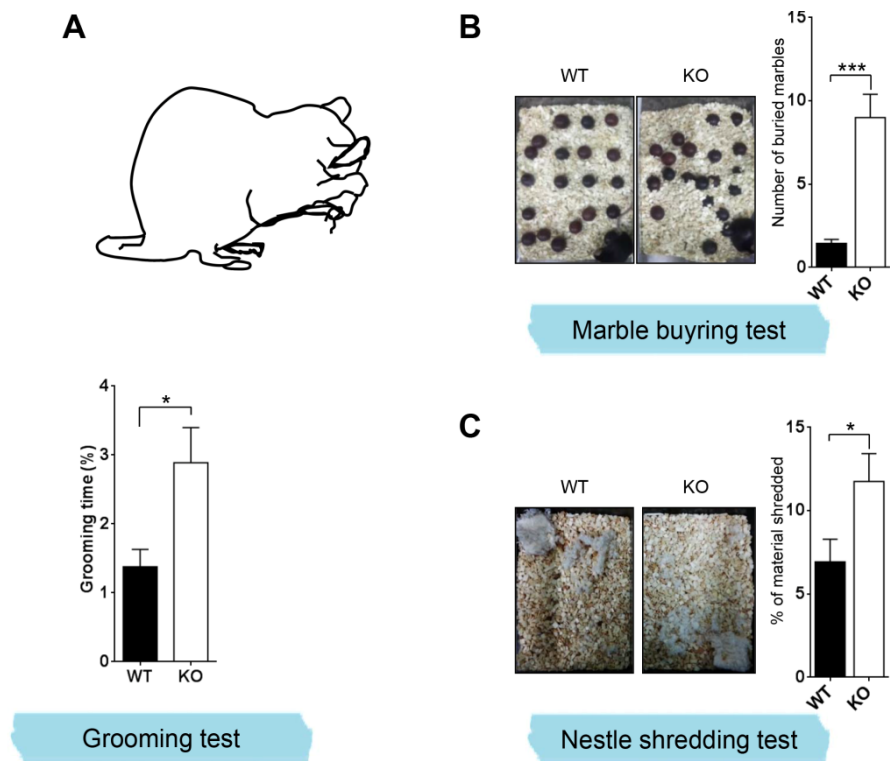 A
4
3
2
1
0
Grooming time (%)
*
WT
KO
Grooming test
B
WT
KO
15
10
5
0
Number of buried marbles
***
WT
KO
Marble buyring test
C
WT
KO
15
10
5
0
% of material shredded
*
WT
KO
Nestle shredding test